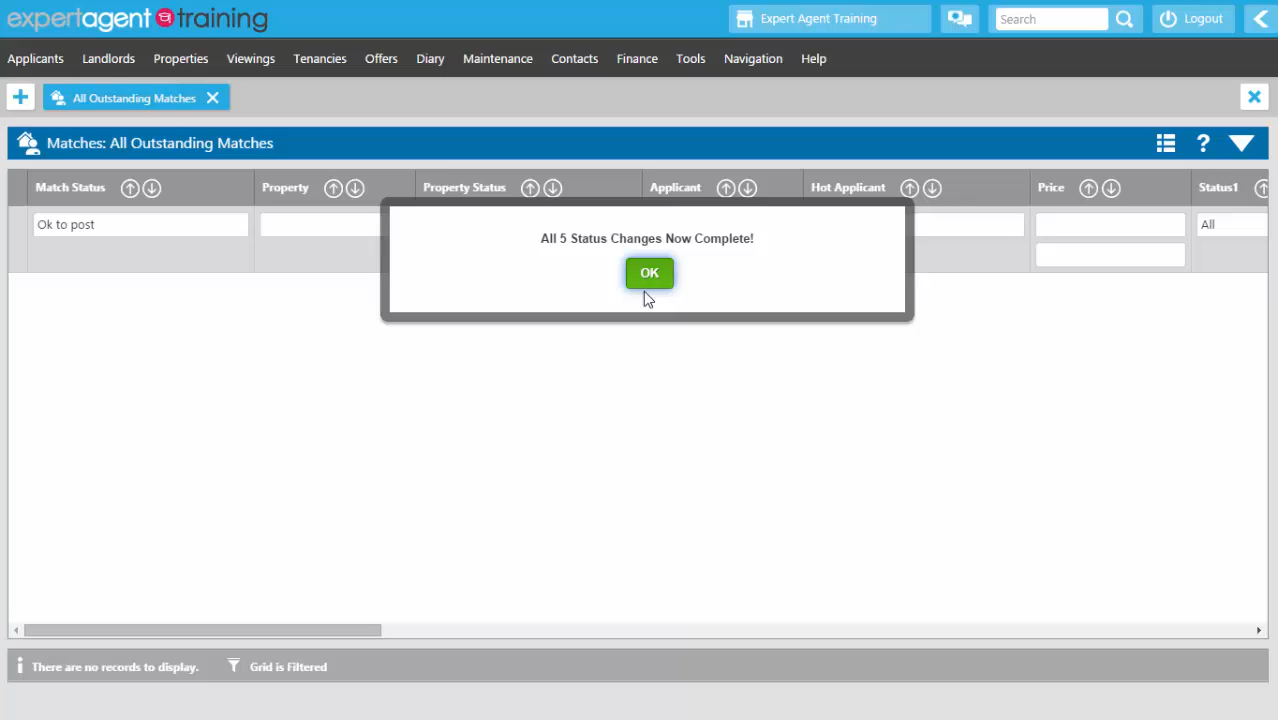 expertagent training
Expert Agent Training
Search
Logout
Applicants Landlords Properties Viewings Tenancies Offers Diary Maintenance Contacts Finance Tools Navigation Help
All Outstanding Matches
Matches: All Outstanding Matches
?
Match Status Property Property Status Applicant Hot Applicant Price Status1
Ok to post
All
All 5 Status Changes Now Complete!
OK
There are no records to display. Grid is Filtered